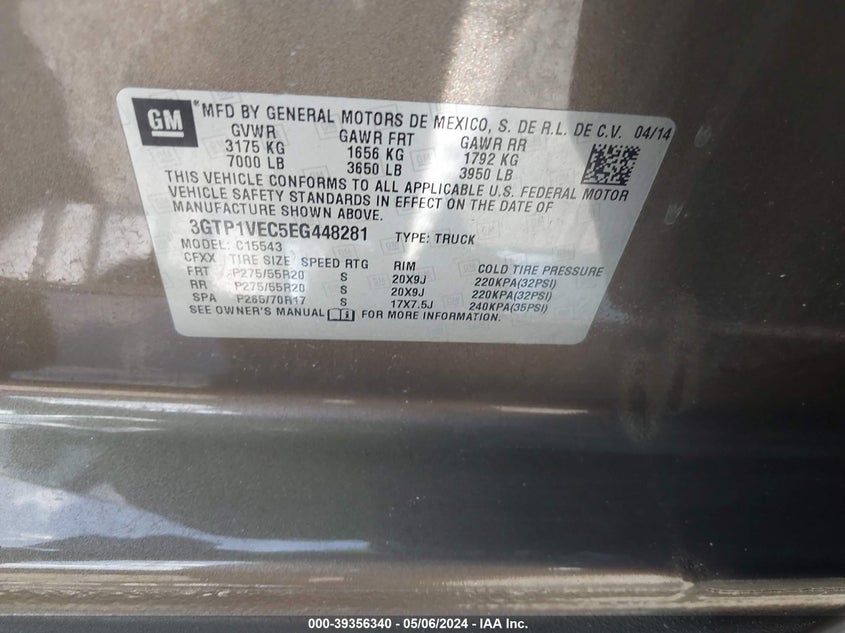 GM *MFD BY GENERAL MOTORS DE MEXICO, S. DE R.L. DE C.V. 04/14
GVWR GAWR FRT GAWR RR
3175 KG 1656 KG 1792 KG
7000 LB 3650 LB 3950 LB
THIS VEHICLE CONFORMS TO ALL APPLICABLE U.S. FEDERAL MOTOR
VEHICLE SAFETY STANDARDS IN EFFECT ON THE DATE OF
MANUFACTURE SHOWN ABOVE.
3GTP1VEC5EG448281 TYPE: TRUCK
MODEL: C15543
CFXX TIRE SIZE SPEED RTG RIM COLD TIRE PRESSURE
FRT P275/55R20 S 20X9J 220KPA(32PSI)
RR P275/55R20 S 20X9J 220KPA(32PSI)
SPA P265/70R17 S 17X7.5J 240KPA(35PSI)
SEE OWNER'S MANUAL FOR MORE INFORMATION.
000-39356340 - 05/06/2024 - IAA Inc.